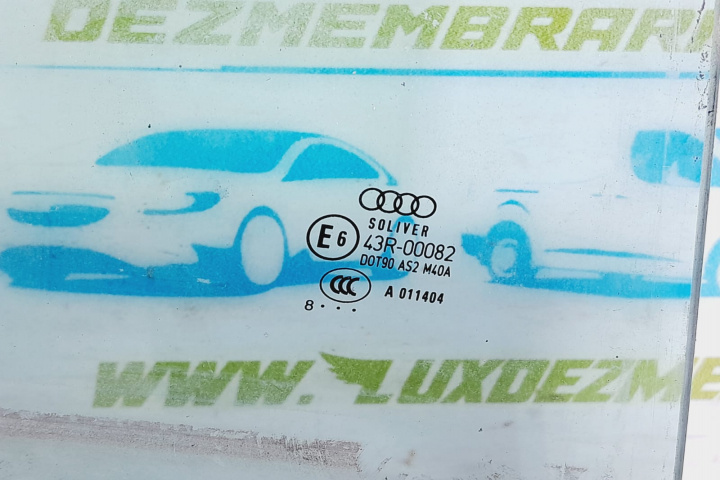 DEZMEMBRARI
SOLIVER
E6 43R-00082
DOT90 AS2 M40A
CCC A 011404
8 • • •
WWW.LUXDEZME